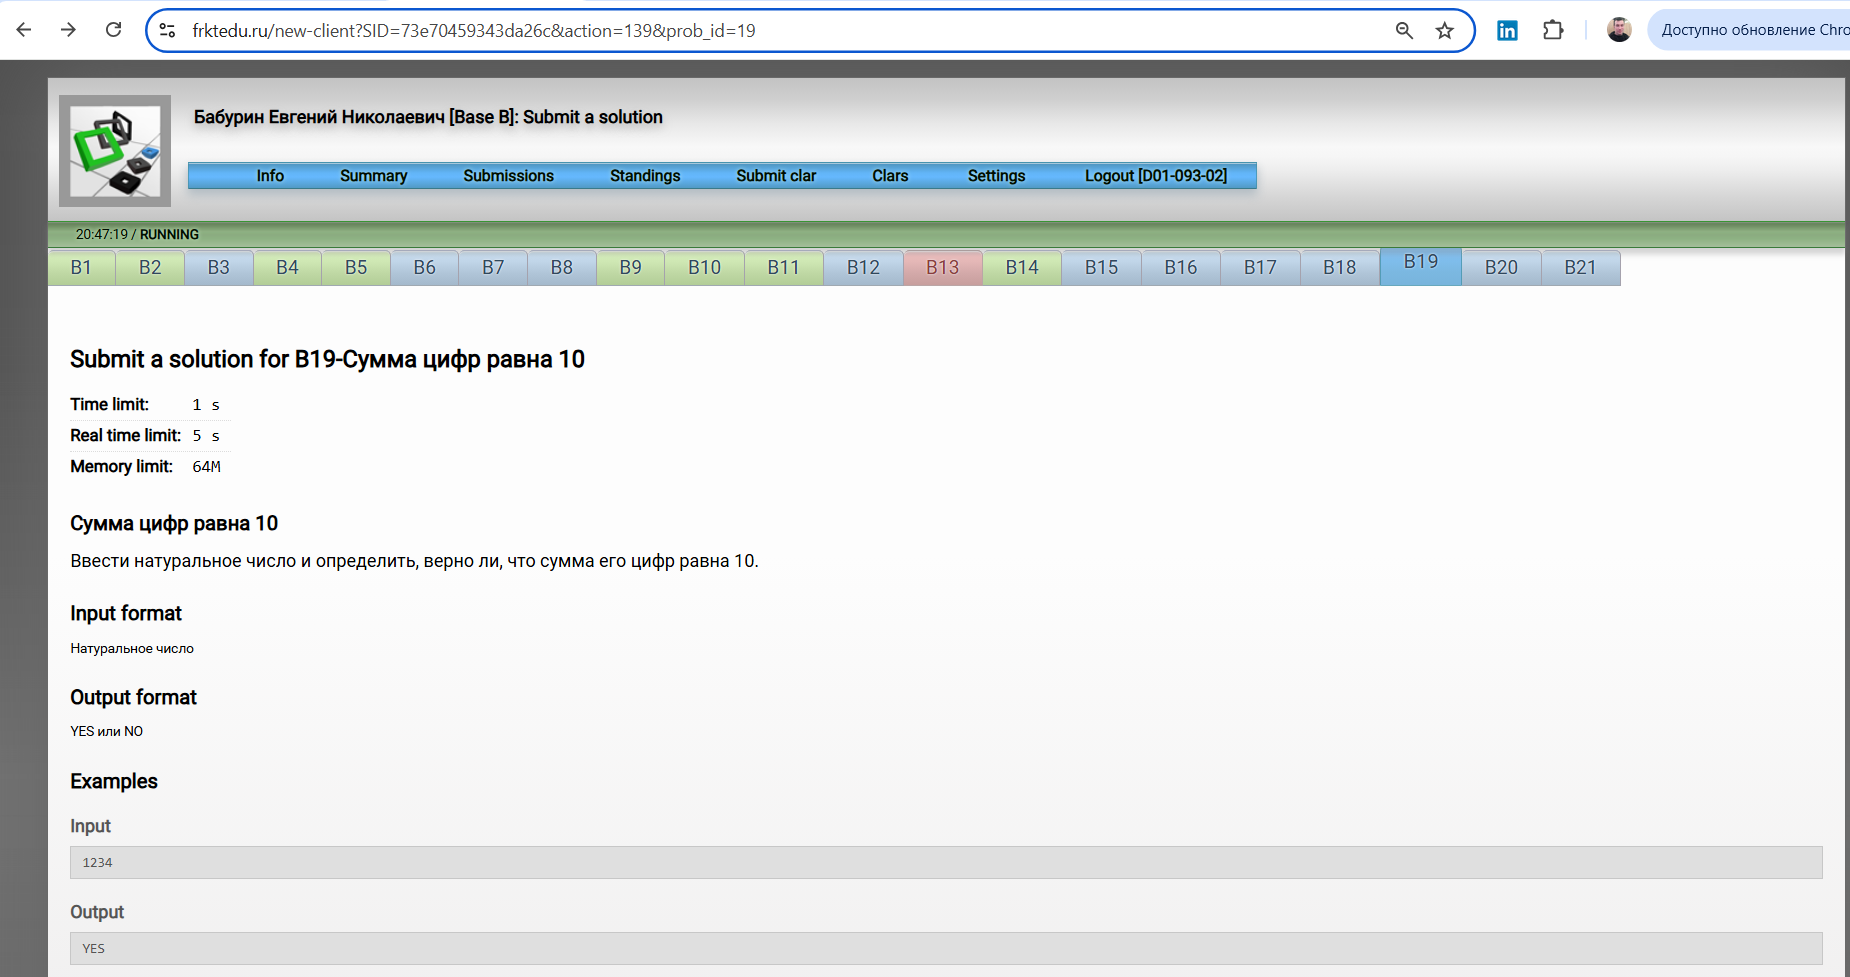 frktedu.ru/new-client?SID=73e70459343da26c&action=139&prob_id=19
in
Доступно обновление Chro
Бабурин Евгений Николаевич [Base B]: Submit a solution
Info Summary Submissions Standings Submit clar Clars Settings Logout [D01-093-02]
20:47:19 / RUNNING
B1 B2 B3 B4 B5 B6 B7 B8 B9 B10 B11 B12 B13 B14 B15 B16 B17 B18 B19 B20 B21
Submit a solution for B19-Сумма цифр равна 10
Time limit: 1 s
Real time limit: 5 s
Memory limit: 64M
Сумма цифр равна 10
Ввести натуральное число и определить, верно ли, что сумма его цифр равна 10.
Input format
Натуральное число
Output format
YES или NO
Examples
Input
1234
Output
YES